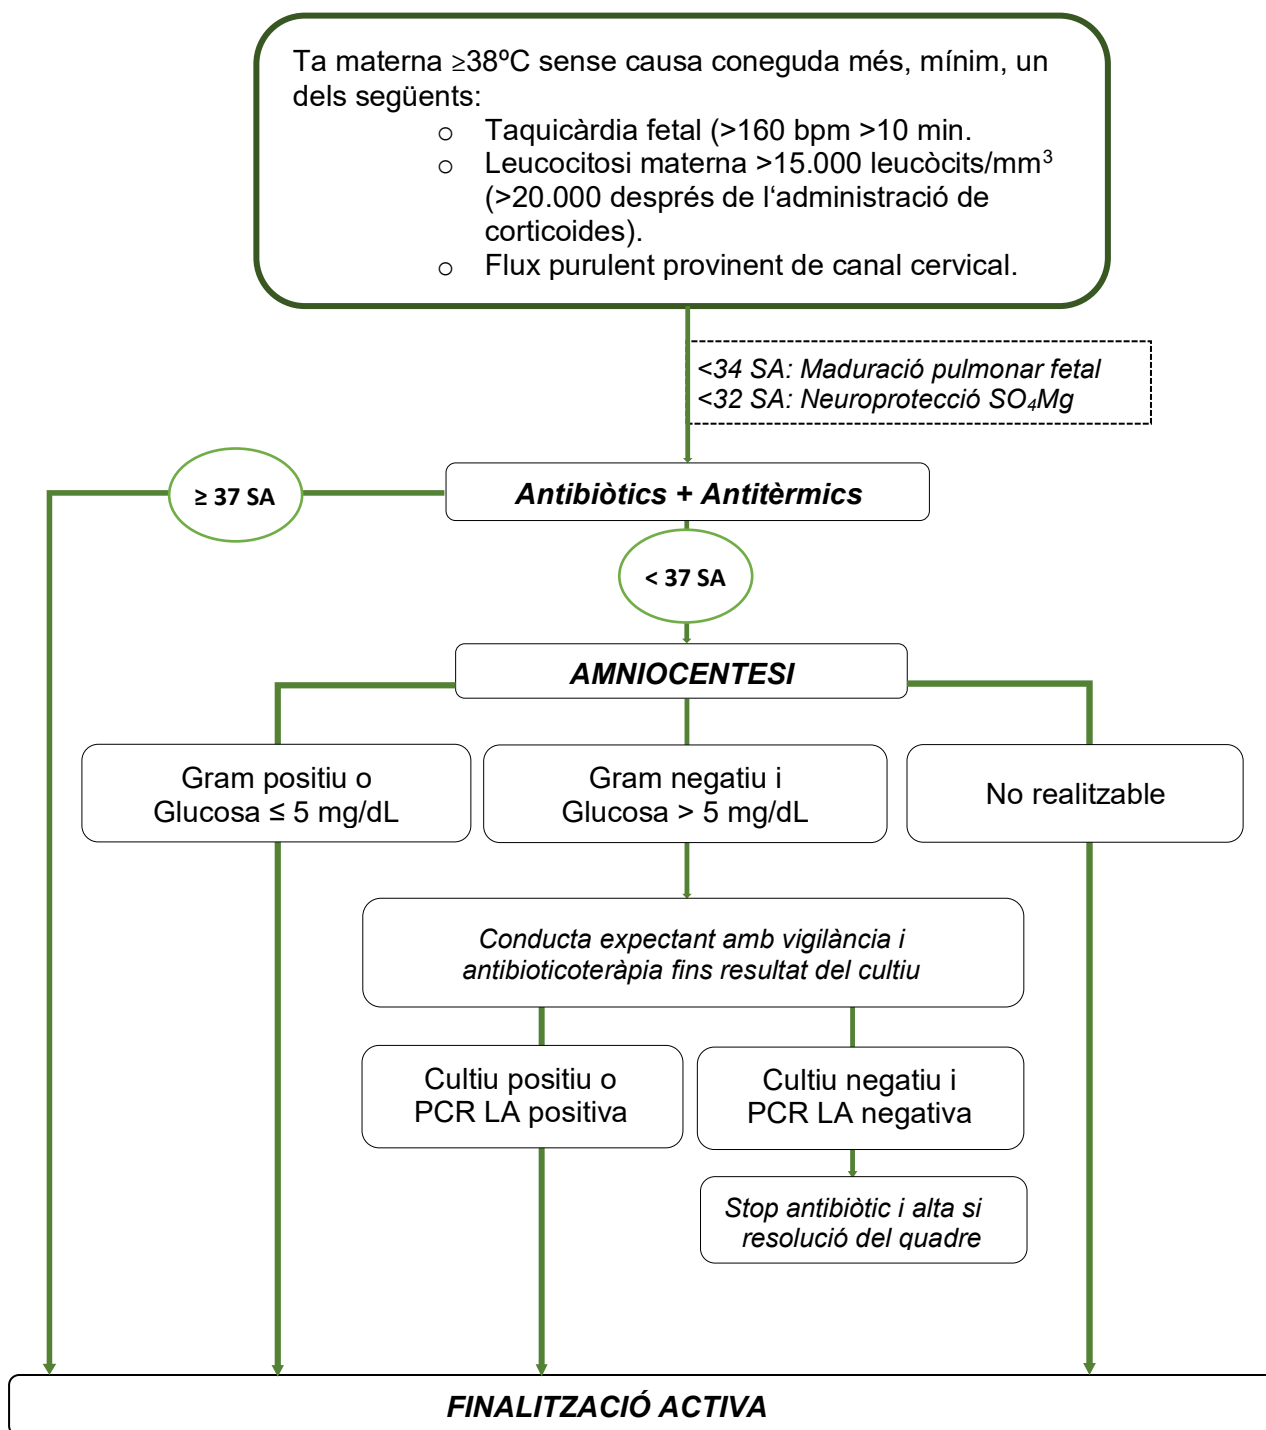 Ta materna ≥38ºC sense causa coneguda més, mínim, un
dels següents:
o Taquicàrdia fetal (>160 bpm >10 min.
o Leucocitosi materna >15.000 leucòcits/mm³
(>20.000 després de l‘administració de
corticoides).
o Flux purulent provinent de canal cervical.
<34 SA: Maduració pulmonar fetal
<32 SA: Neuroprotecció SO₄Mg
≥ 37 SA
Antibiòtics + Antitèrmics
< 37 SA
AMNIOCENTESI
Gram positiu o
Glucosa ≤ 5 mg/dL
Gram negatiu i
Glucosa > 5 mg/dL
No realitzable
Conducta expectant amb vigilància i
antibioticoteràpia fins resultat del cultiu
Cultiu positiu o
PCR LA positiva
Cultiu negatiu i
PCR LA negativa
Stop antibiòtic i alta si
resolució del quadre
FINALITZACIÓ ACTIVA